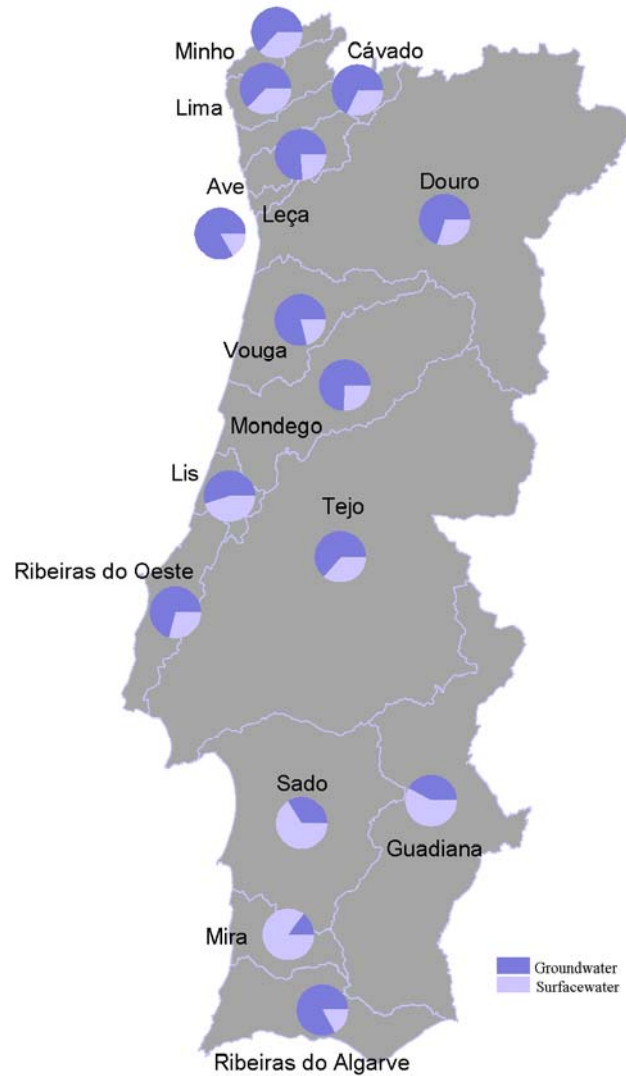 Minho
Cávado
Lima
Ave
Leça
Douro
Vouga
Mondego
Lis
Tejo
Ribeiras do Oeste
Sado
Guadiana
Mira
Groundwater
Surfacewater
Ribeiras do Algarve